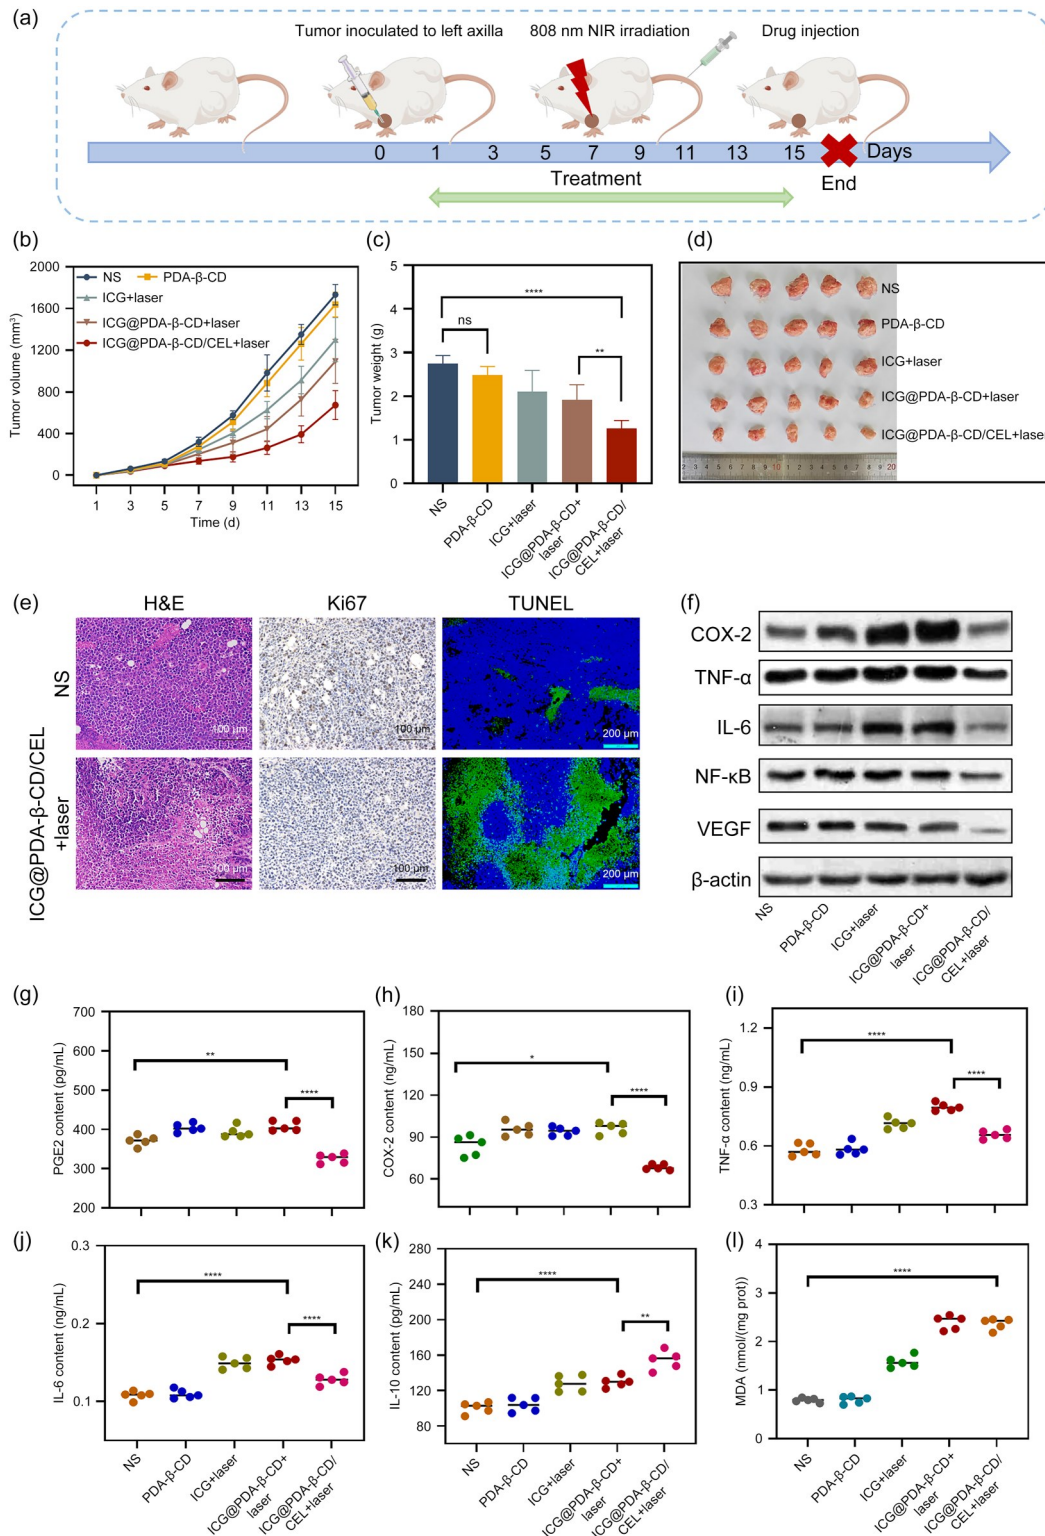 (a)
Tumor inoculated to left axilla 808 nm NIR irradiation Drug injection
0 1 3 5 7 9 11 13 15 Days
Treatment End
(b)
2000
1600
1200
800
400
0
Tumor volume (mm³)
NS PDA-β-CD
ICG+laser
ICG@PDA-β-CD+laser
ICG@PDA-β-CD/CEL+laser
1 3 5 7 9 11 13 15
Time (d)
(c)
5
4
3
2
1
0
Tumor weight (g)
****
ns
**
NS
PDA-β-CD
ICG+laser
ICG@PDA-β-CD+
laser
ICG@PDA-β-CD/
CEL+laser
(d)
NS
PDA-β-CD
ICG+laser
ICG@PDA-β-CD+laser
ICG@PDA-β-CD/CEL+laser
(e)
H&E Ki67 TUNEL
NS
100 μm 100 μm 200 μm
ICG@PDA-β-CD/CEL
+laser
100 μm 100 μm 200 μm
(f)
COX-2
TNF-α
IL-6
NF-κB
VEGF
β-actin
NS
PDA-β-CD
ICG+laser
ICG@PDA-β-CD+
laser
ICG@PDA-β-CD/
CEL+laser
(g)
700
600
500
400
300
200
PGE2 content (pg/mL)
**
****
(h)
180
150
120
90
60
COX-2 content (ng/mL)
*
****
(i)
1.2
0.9
0.6
0.3
TNF-α content (ng/mL)
****
****
(j)
0.3
0.2
0.1
IL-6 content (ng/mL)
****
****
NS
PDA-β-CD
ICG+laser
ICG@PDA-β-CD+
laser
ICG@PDA-β-CD/
CEL+laser
(k)
280
240
200
160
120
80
IL-10 content (pg/mL)
****
**
NS
PDA-β-CD
ICG+laser
ICG@PDA-β-CD+
laser
ICG@PDA-β-CD/
CEL+laser
(l)
4
3
2
1
0
MDA (nmol/(mg prot))
****
NS
PDA-β-CD
ICG+laser
ICG@PDA-β-CD+
laser
ICG@PDA-β-CD/
CEL+laser